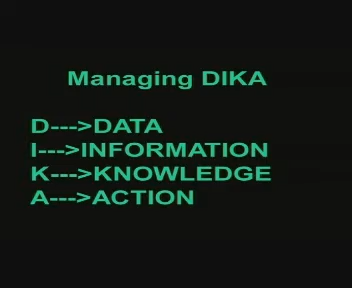 Managing DIKA
D--->DATA
I--->INFORMATION
K--->KNOWLEDGE
A--->ACTION